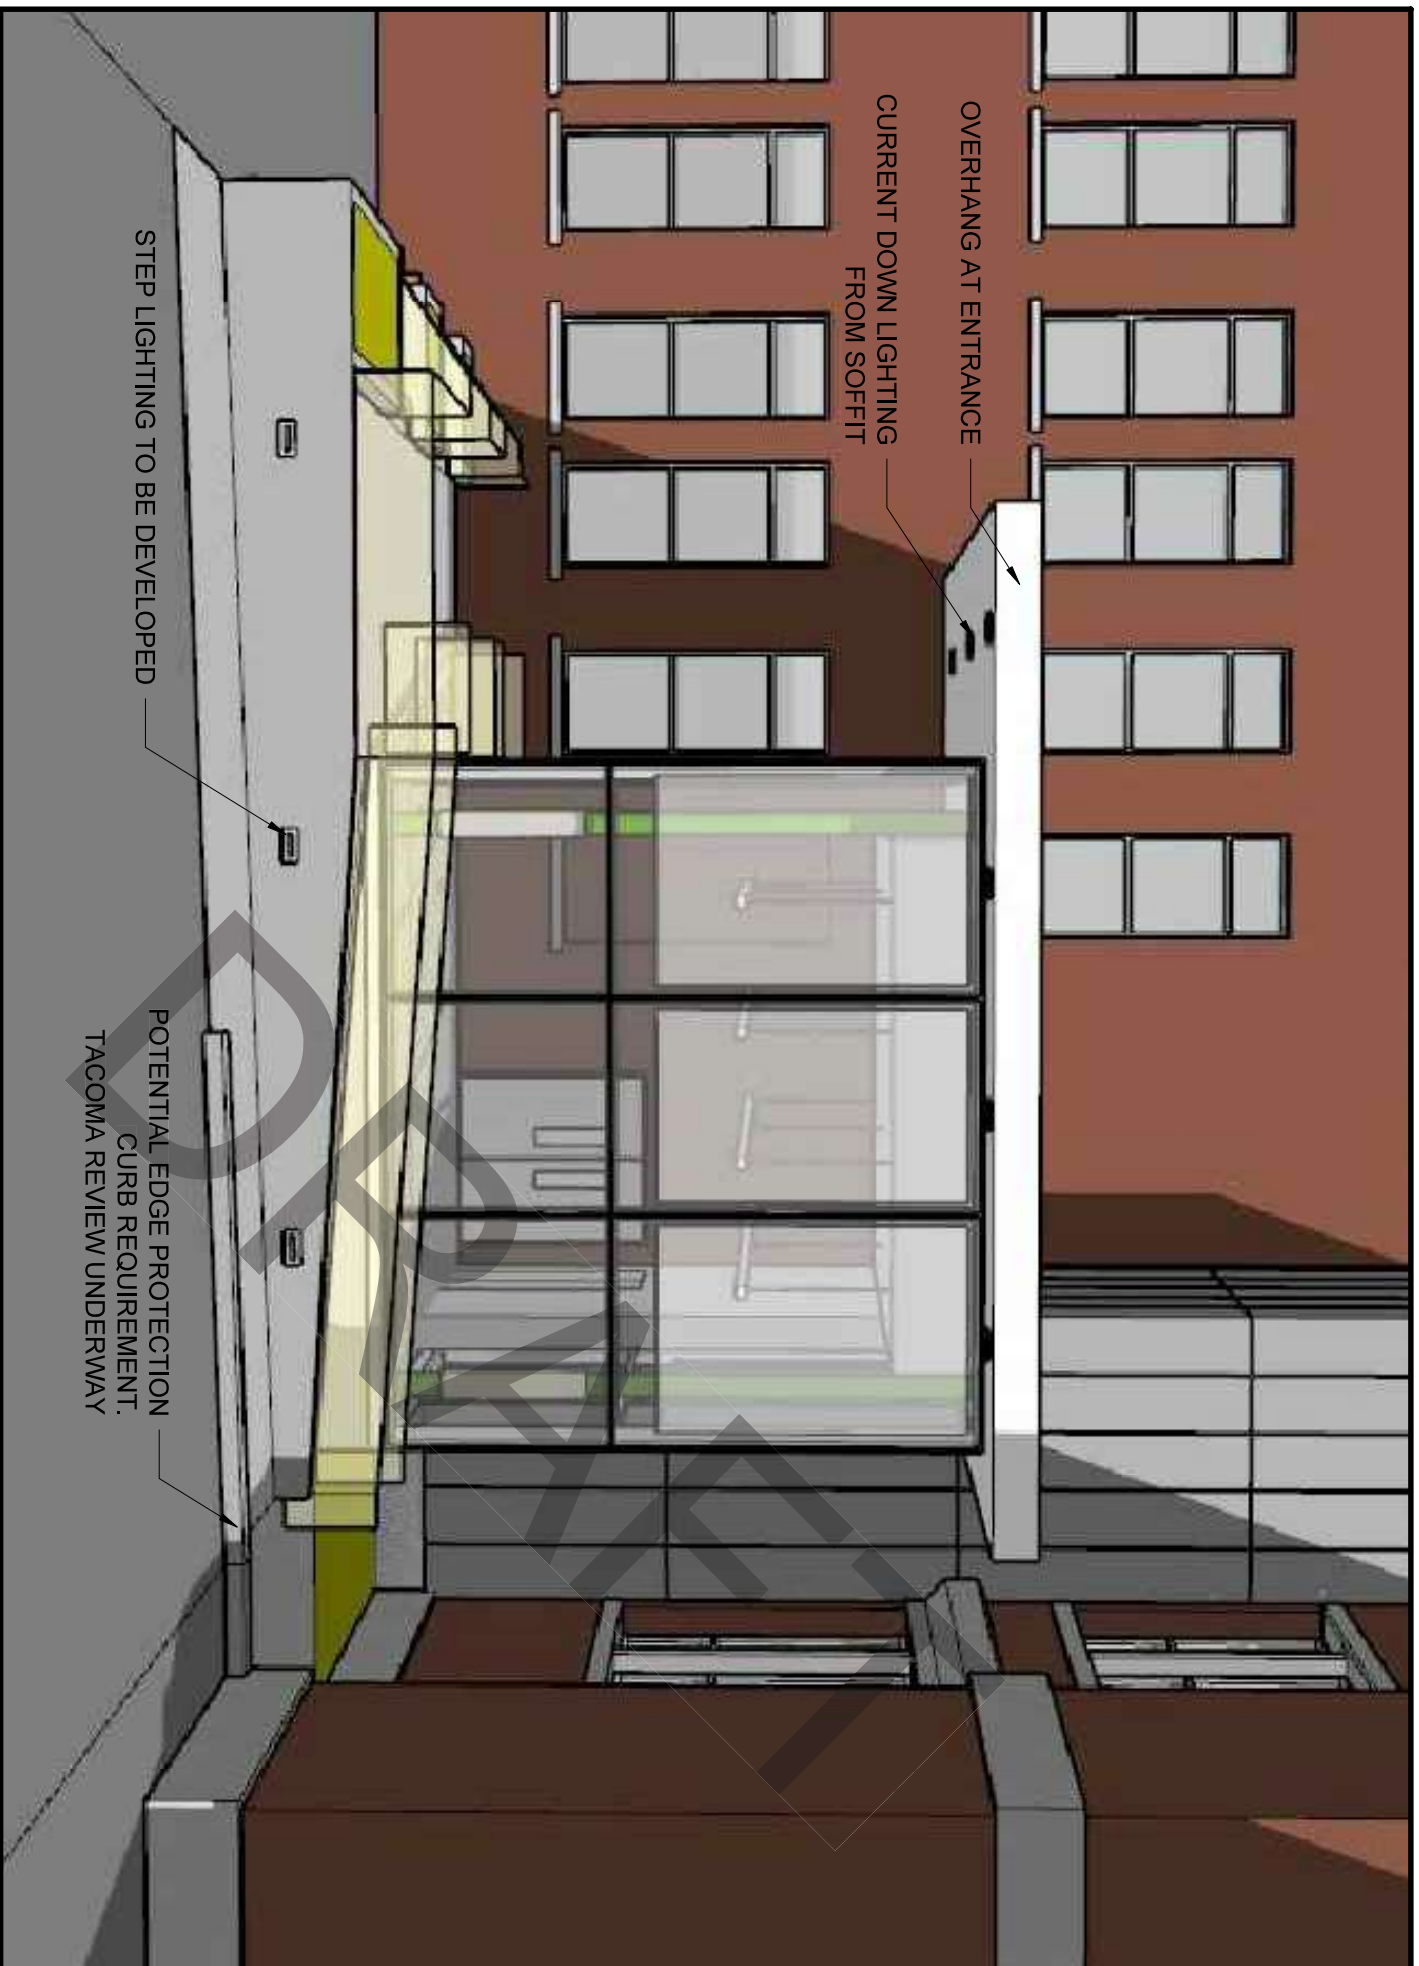 OVERHANG AT ENTRANCE
CURRENT DOWN LIGHTING
FROM SOFFIT
STEP LIGHTING TO BE DEVELOPED
POTENTIAL EDGE PROTECTION
CURB REQUIREMENT.
TACOMA REVIEW UNDERWAY
DRAFT